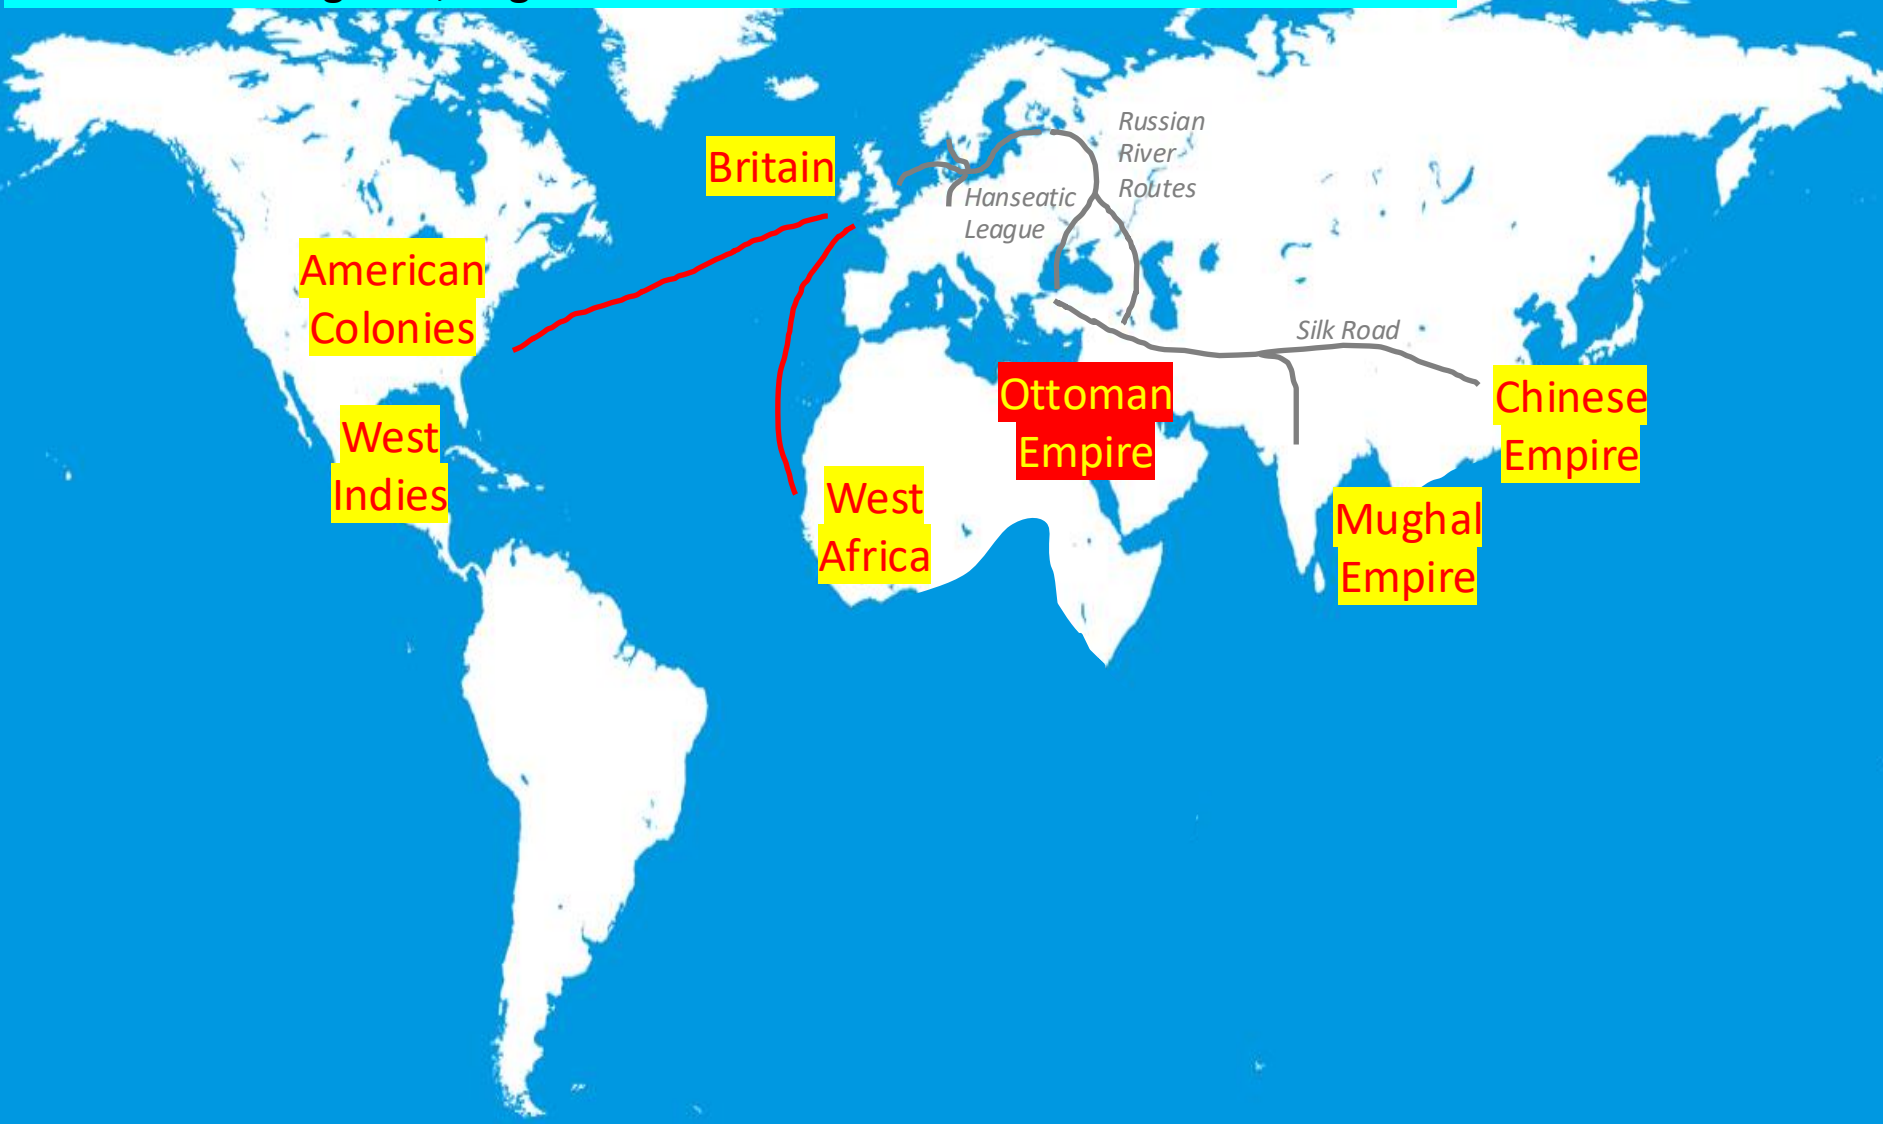 Britain
Russian
River
Routes
Hanseatic
League
American
Colonies
Silk Road
Ottoman
Empire
Chinese
Empire
West
Indies
West
Africa
Mughal
Empire